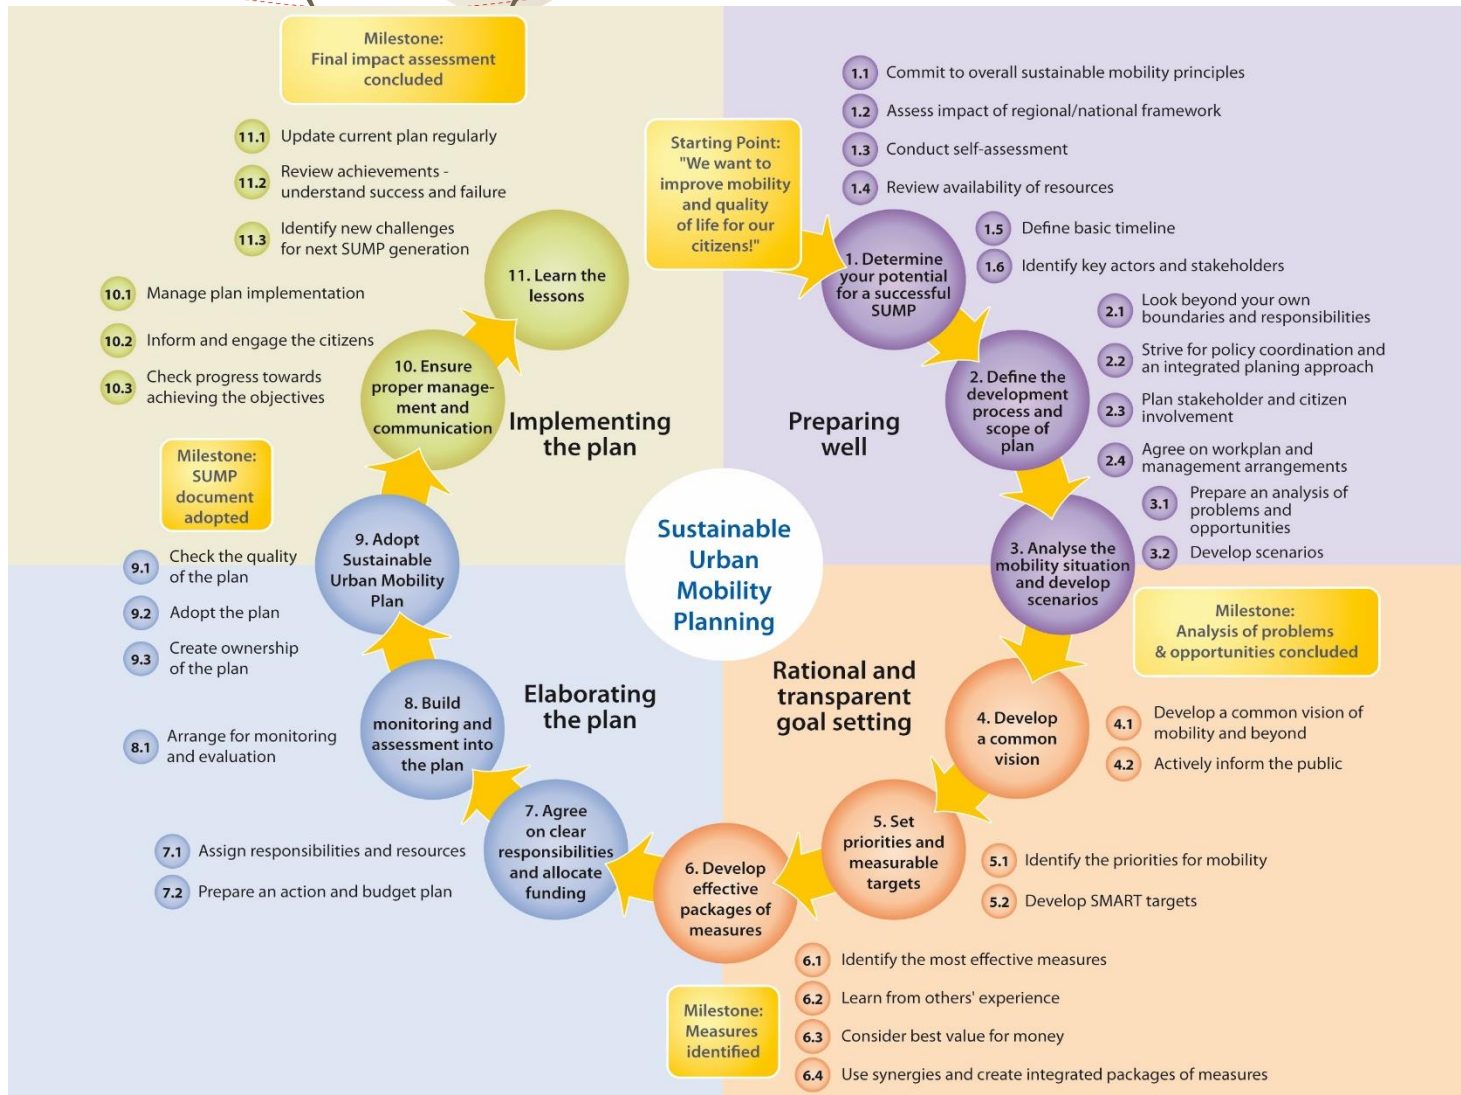 Sustainable
Urban
Mobility
Planning
Starting Point:
"We want to
improve mobility
and quality
of life for our
citizens!"
Preparing
well
1. Determine
your potential
for a successful
SUMP
1.1 Commit to overall sustainable mobility principles
1.2 Assess impact of regional/national framework
1.3 Conduct self-assessment
1.4 Review availability of resources
1.5 Define basic timeline
1.6 Identify key actors and stakeholders
2. Define the
development
process and
scope of
plan
2.1 Look beyond your own
boundaries and responsibilities
2.2 Strive for policy coordination and
an integrated planing approach
2.3 Plan stakeholder and citizen
involvement
2.4 Agree on workplan and
management arrangements
3. Analyse the
mobility situation
and develop
scenarios
3.1 Prepare an analysis of
problems and
opportunities
3.2 Develop scenarios
Milestone:
Analysis of problems
& opportunities concluded
Rational and
transparent
goal setting
4. Develop
a common
vision
4.1 Develop a common vision of
mobility and beyond
4.2 Actively inform the public
5. Set
priorities and
measurable
targets
5.1 Identify the priorities for mobility
5.2 Develop SMART targets
6. Develop
effective
packages of
measures
6.1 Identify the most effective measures
6.2 Learn from others' experience
6.3 Consider best value for money
6.4 Use synergies and create integrated packages of measures
Milestone:
Measures
identified
Elaborating
the plan
7. Agree
on clear
responsibilities
and allocate
funding
7.1 Assign responsibilities and resources
7.2 Prepare an action and budget plan
8. Build
monitoring and
assessment into
the plan
8.1 Arrange for monitoring
and evaluation
9. Adopt
Sustainable
Urban Mobility
Plan
9.1 Check the quality
of the plan
9.2 Adopt the plan
9.3 Create ownership
of the plan
Milestone:
SUMP
document
adopted
Implementing
the plan
10. Ensure
proper manage-
ment and
communication
10.1 Manage plan implementation
10.2 Inform and engage the citizens
10.3 Check progress towards
achieving the objectives
11. Learn the
lessons
11.1 Update current plan regularly
11.2 Review achievements -
understand success and failure
11.3 Identify new challenges
for next SUMP generation
Milestone:
Final impact assessment
concluded